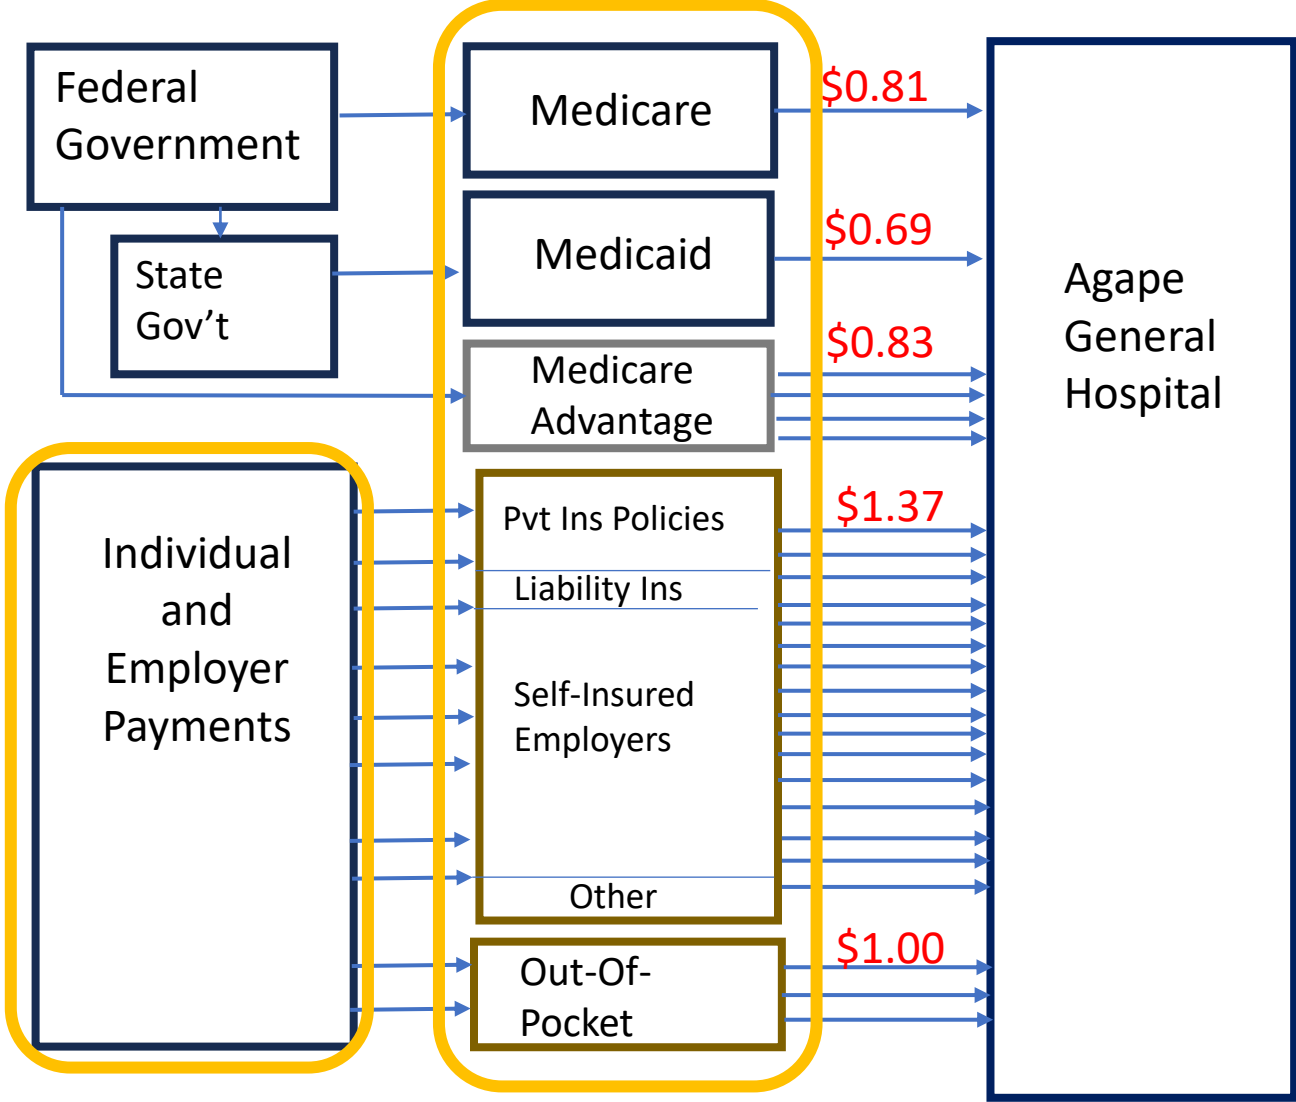 Federal
Government
State
Gov’t
Individual
and
Employer
Payments
Medicare
Medicaid
Medicare
Advantage
Pvt Ins Policies
Liability Ins
Self-Insured
Employers
Other
Out-Of-
Pocket
$0.81
$0.69
$0.83
$1.37
$1.00
Agape
General
Hospital